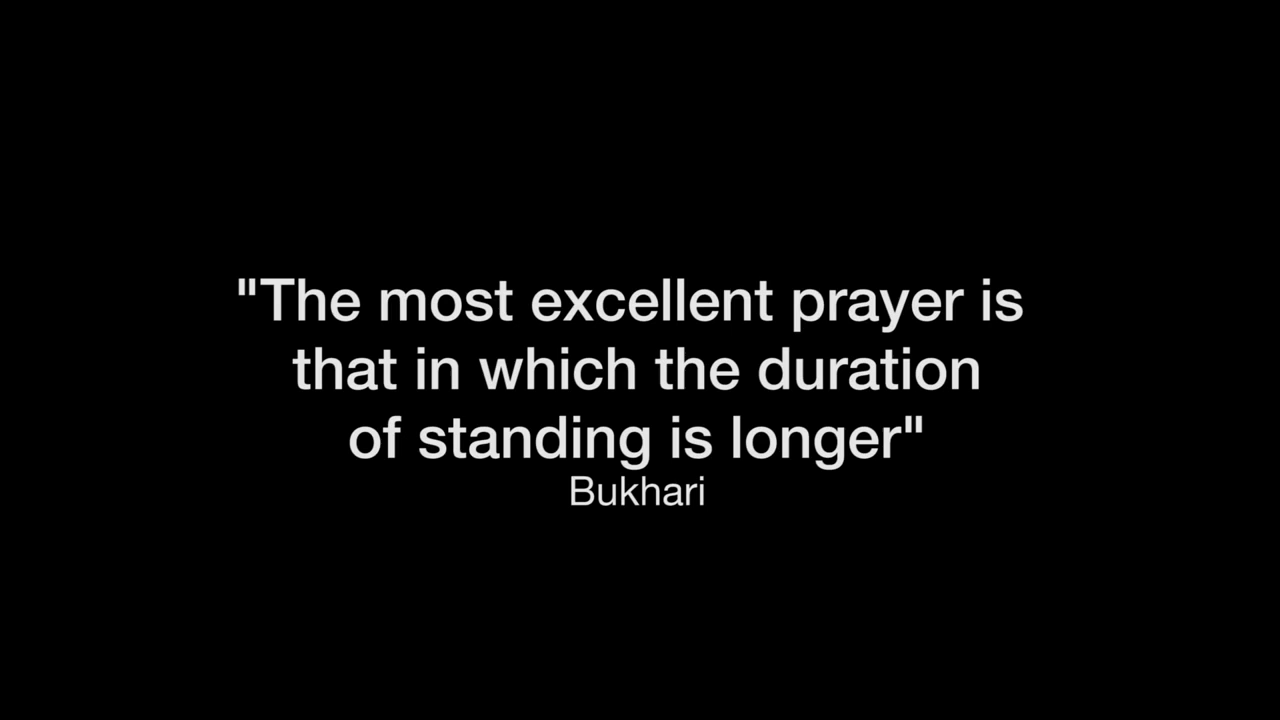 "The most excellent prayer is
that in which the duration
of standing is longer"
Bukhari